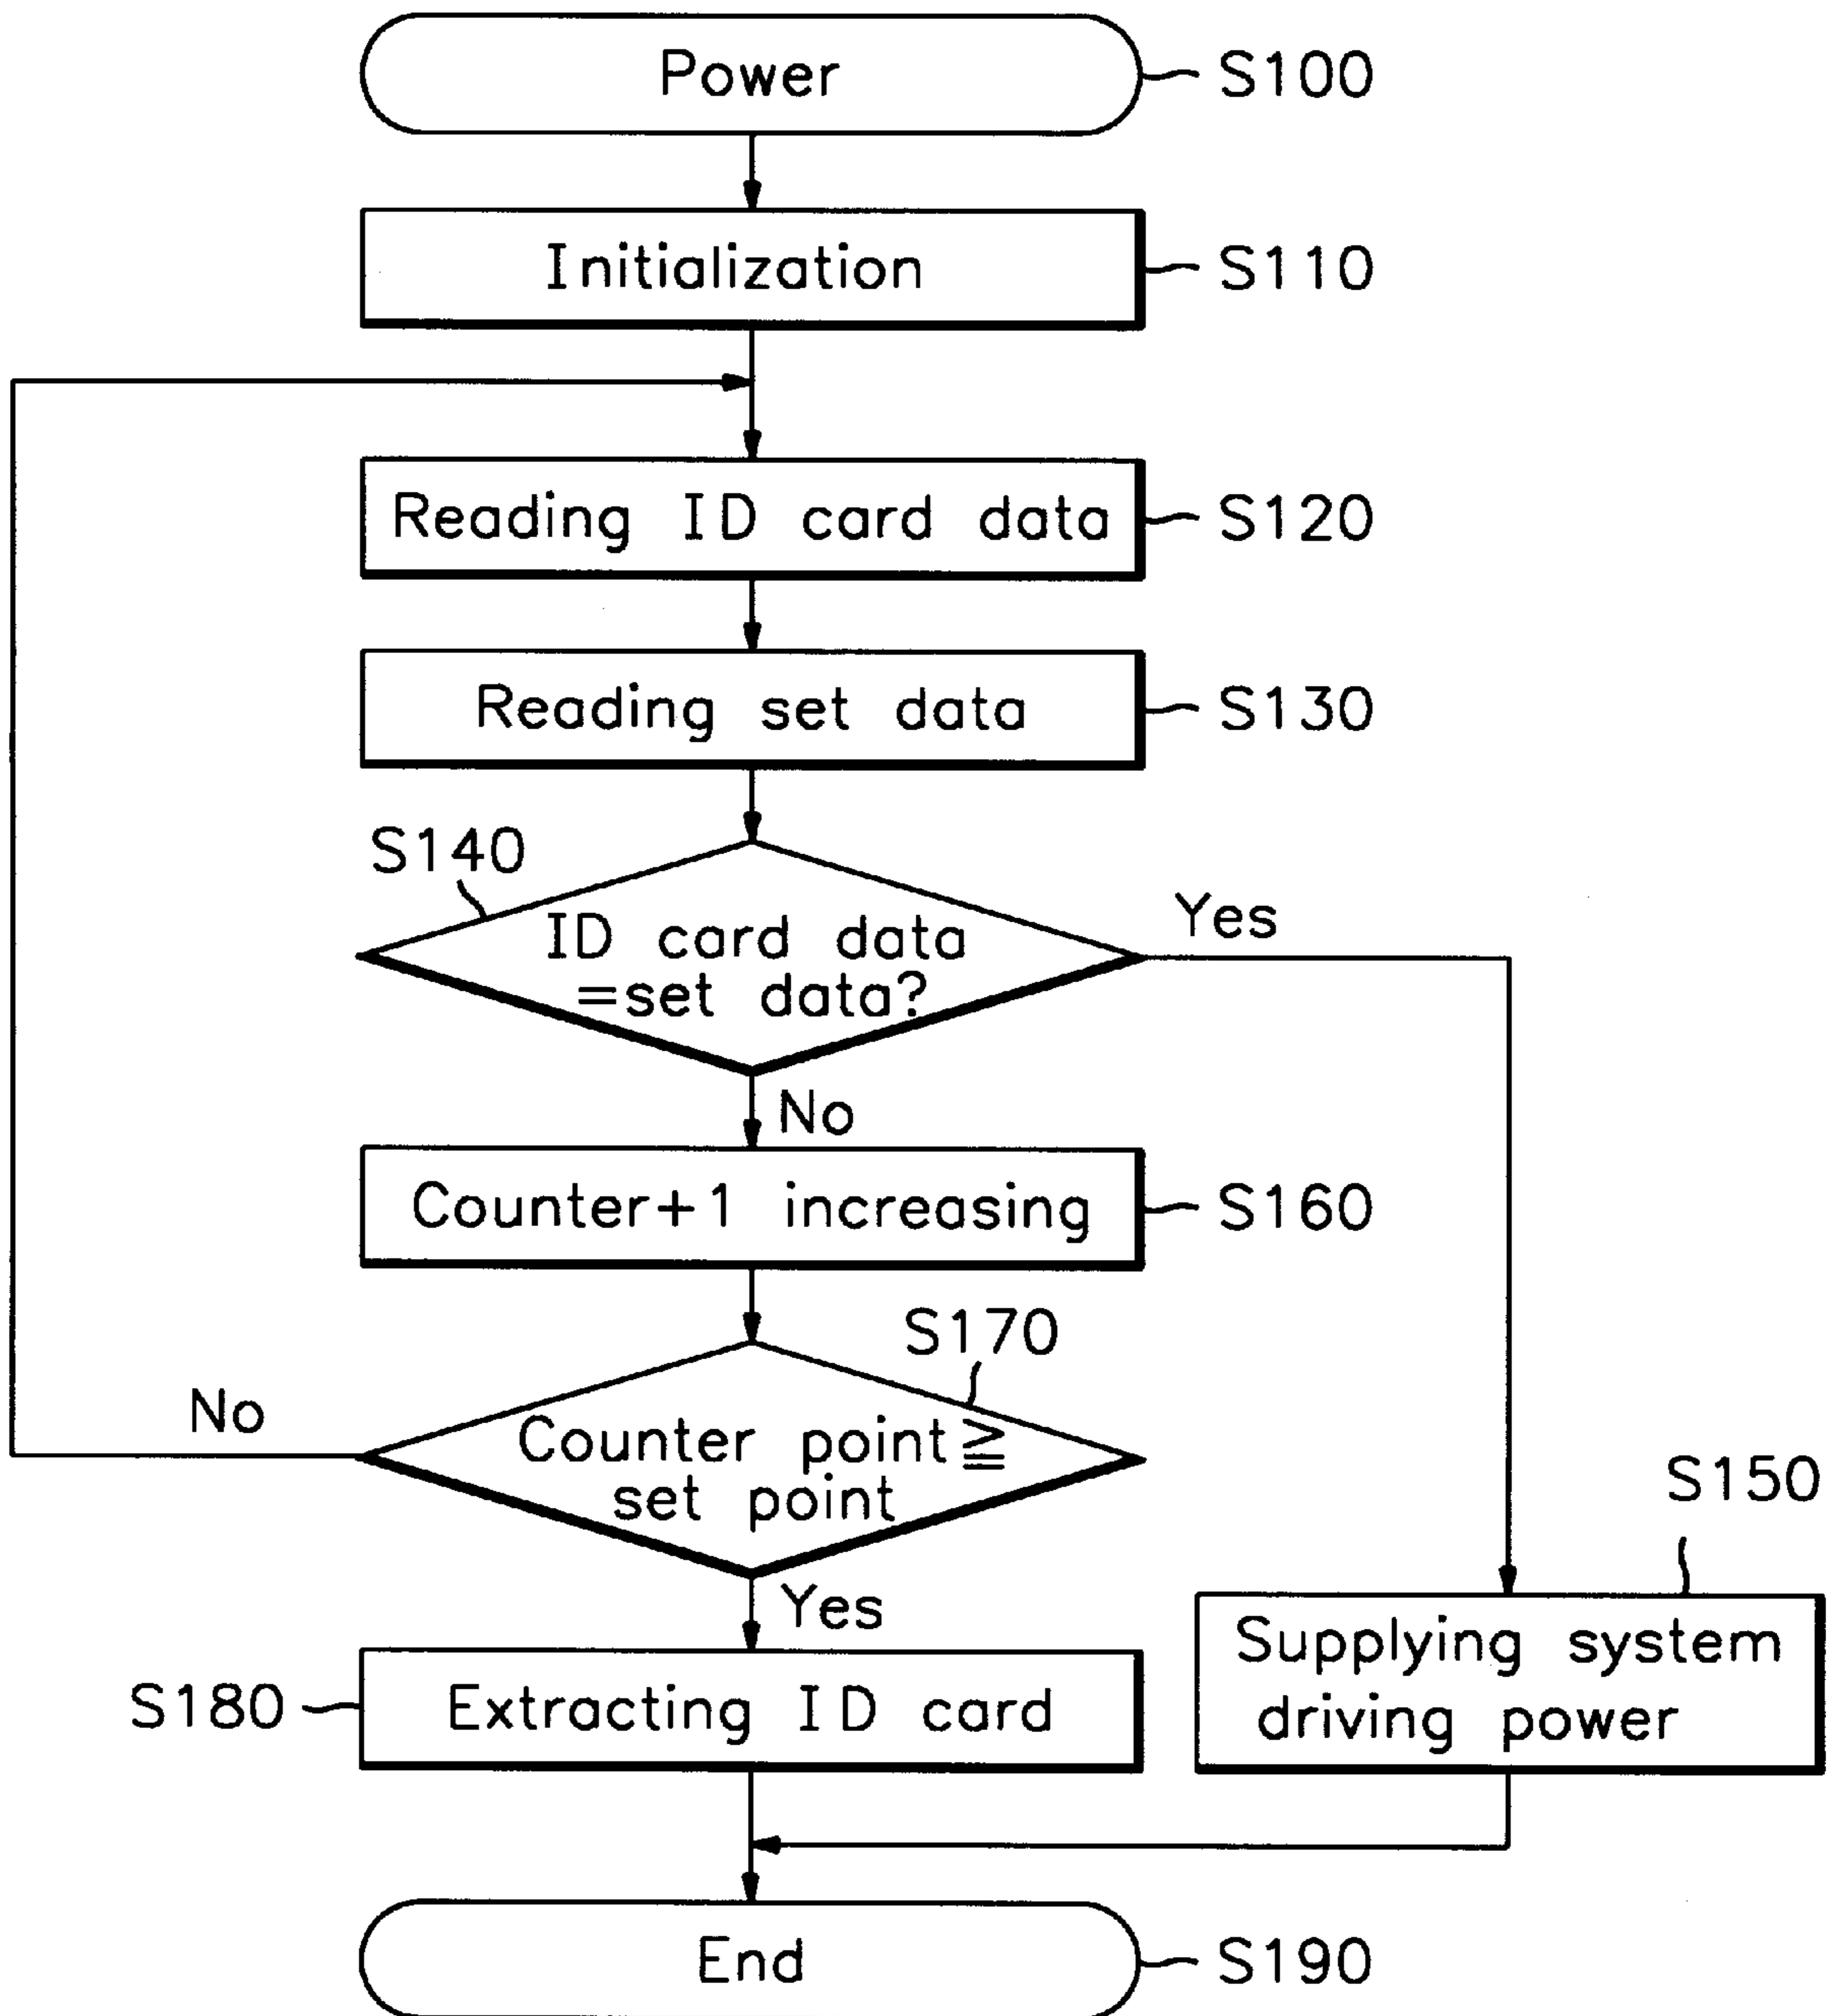 Power
S100
Initialization
S110
Reading ID card data
S120
Reading set data
S130
S140
ID card data
=set data?
Yes
No
Counter+1 increasing
S160
S170
Counter point≧
set point
No
Yes
S150
Supplying system
driving power
S180
Extracting ID card
End
S190